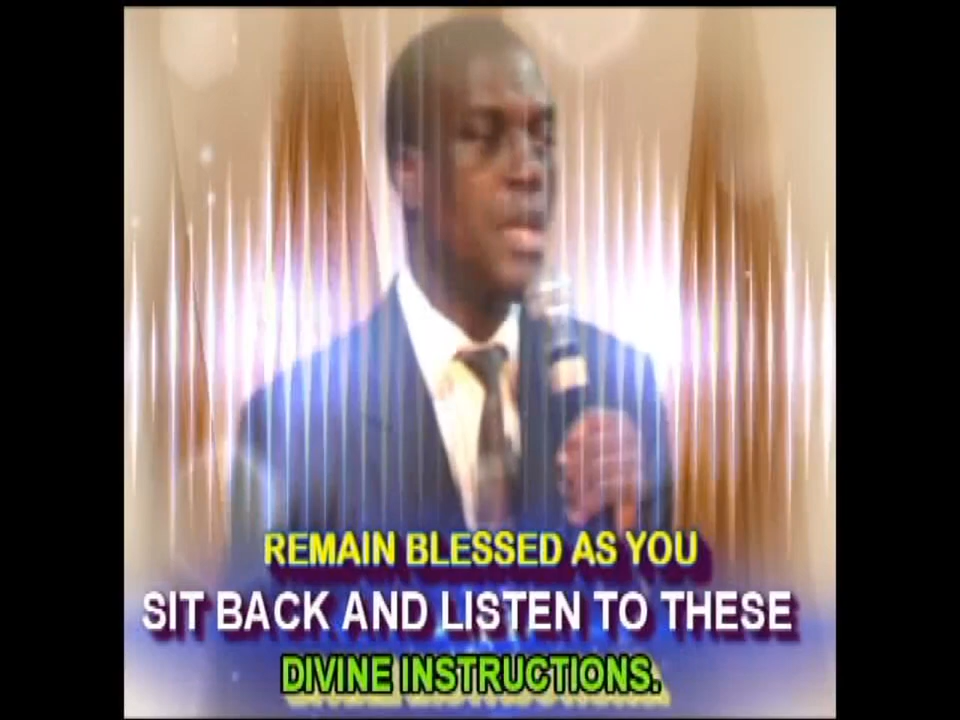 REMAIN BLESSED AS YOU
SIT BACK AND LISTEN TO THESE
DIVINE INSTRUCTIONS.